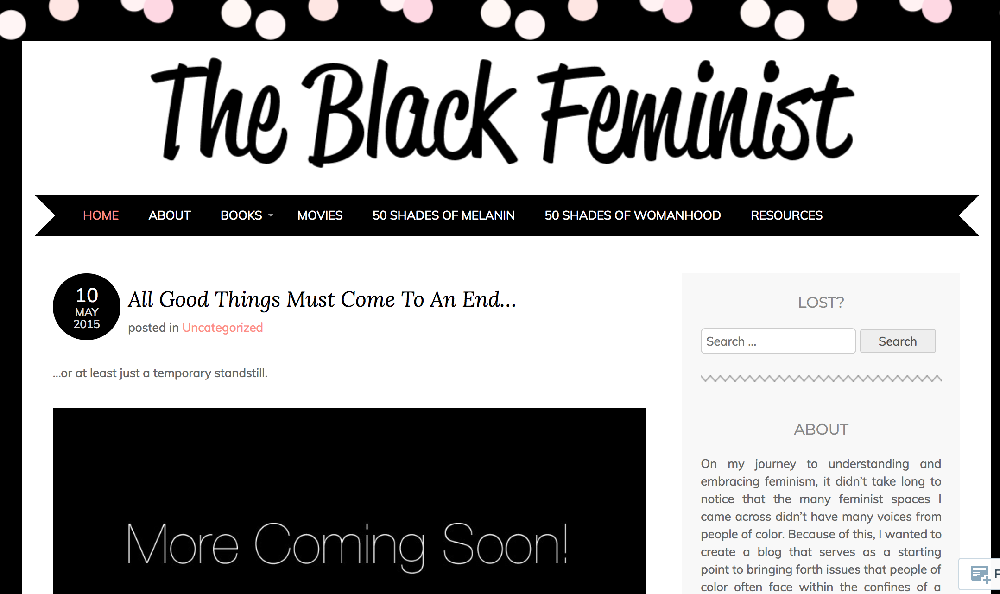 The Black Feminist
HOME ABOUT BOOKS MOVIES 50 SHADES OF MELANIN 50 SHADES OF WOMANHOOD RESOURCES
10
MAY
2015
All Good Things Must Come To An End...
posted in Uncategorized
...or at least just a temporary standstill.
More Coming Soon!
LOST?
Search ...
Search
ABOUT
On my journey to understanding and
embracing feminism, it didn’t take long to
notice that the many feminist spaces I
came across didn’t have many voices from
people of color. Because of this, I wanted to
create a blog that serves as a starting
point to bringing forth issues that people of
color often face within the confines of a